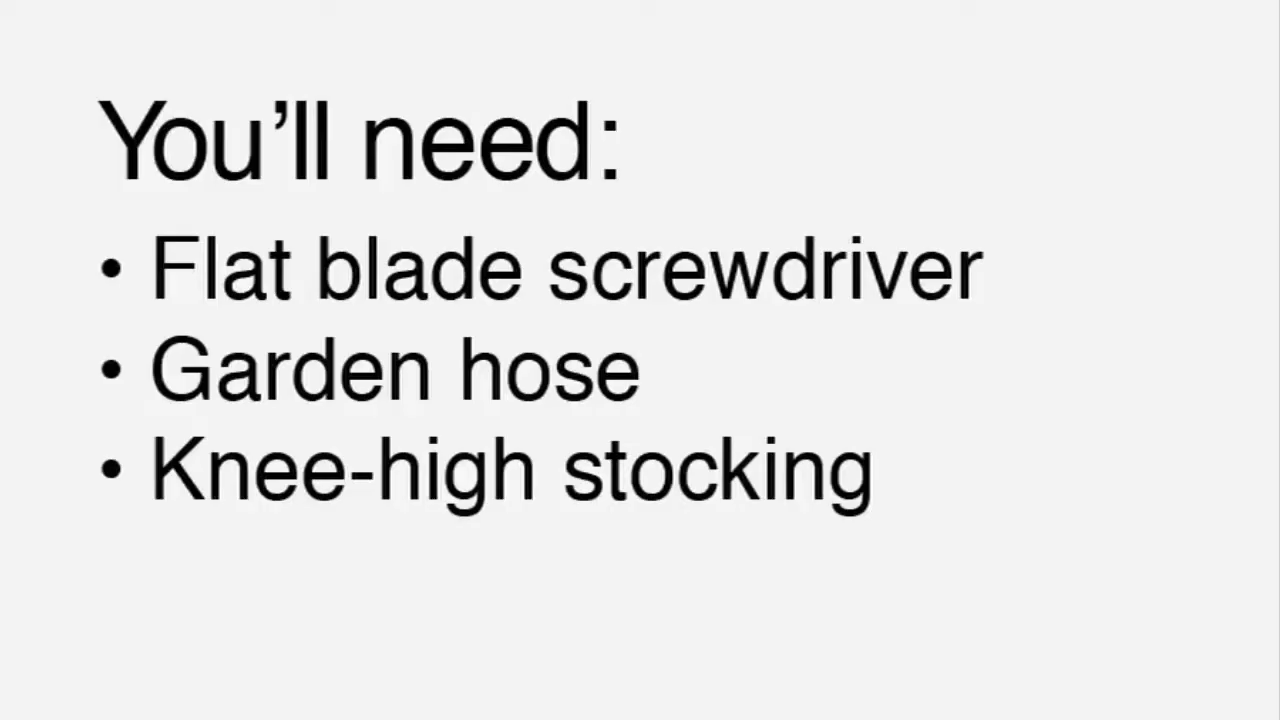 You’ll need:
• Flat blade screwdriver
• Garden hose
• Knee-high stocking